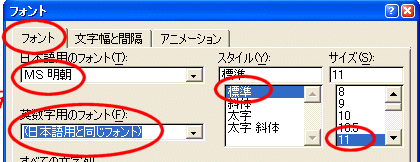 フォント
フォント 文字幅と間隔 アニメーション
日本語用のフォント(T): スタイル(Y): サイズ(S):
MS 明朝 標準 11
標準 8
斜体 9
英数字用のフォント(F): 太字 10
(日本語用と同じフォント) 太字 斜体 10.5
11
すべての文字列